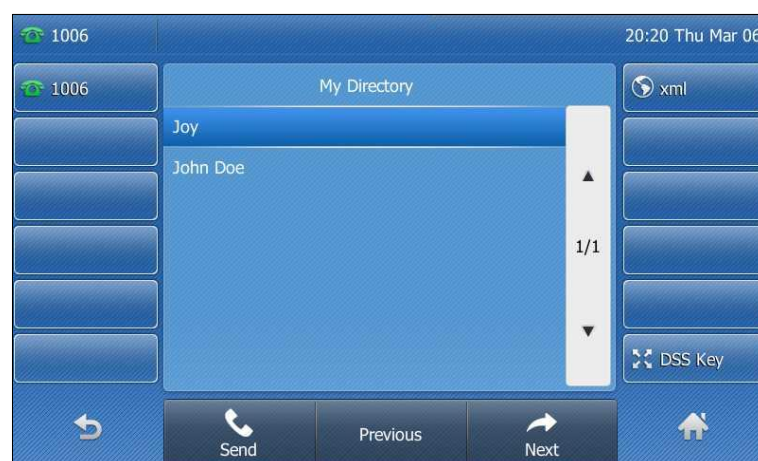 1006
20:20 Thu Mar 06
1006
My Directory
xml
Joy
John Doe
1/1
DSS Key
Send
Previous
Next